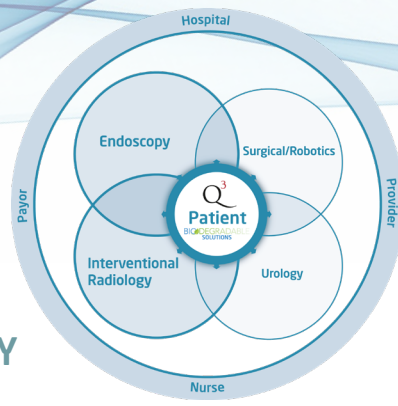 Hospital
Endoscopy
Surgical/Robotics
Payor
Q3
Patient
BIODEGRADABLE
SOLUTIONS
Provider
Interventional
Radiology
Urology
Y
Nurse